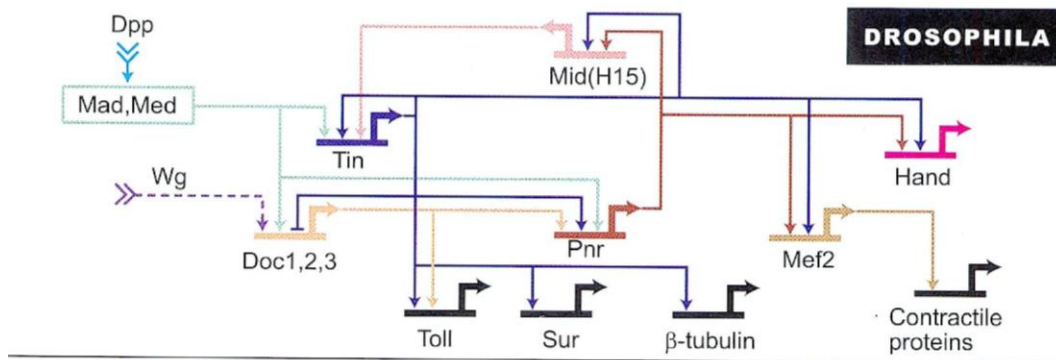 Dpp
DROSOPHILA
Mid(H15)
Mad,Med
Tin
Wg
Hand
Doc1,2,3
Pnr
Mef2
Toll
Sur
β-tubulin
Contractile
proteins